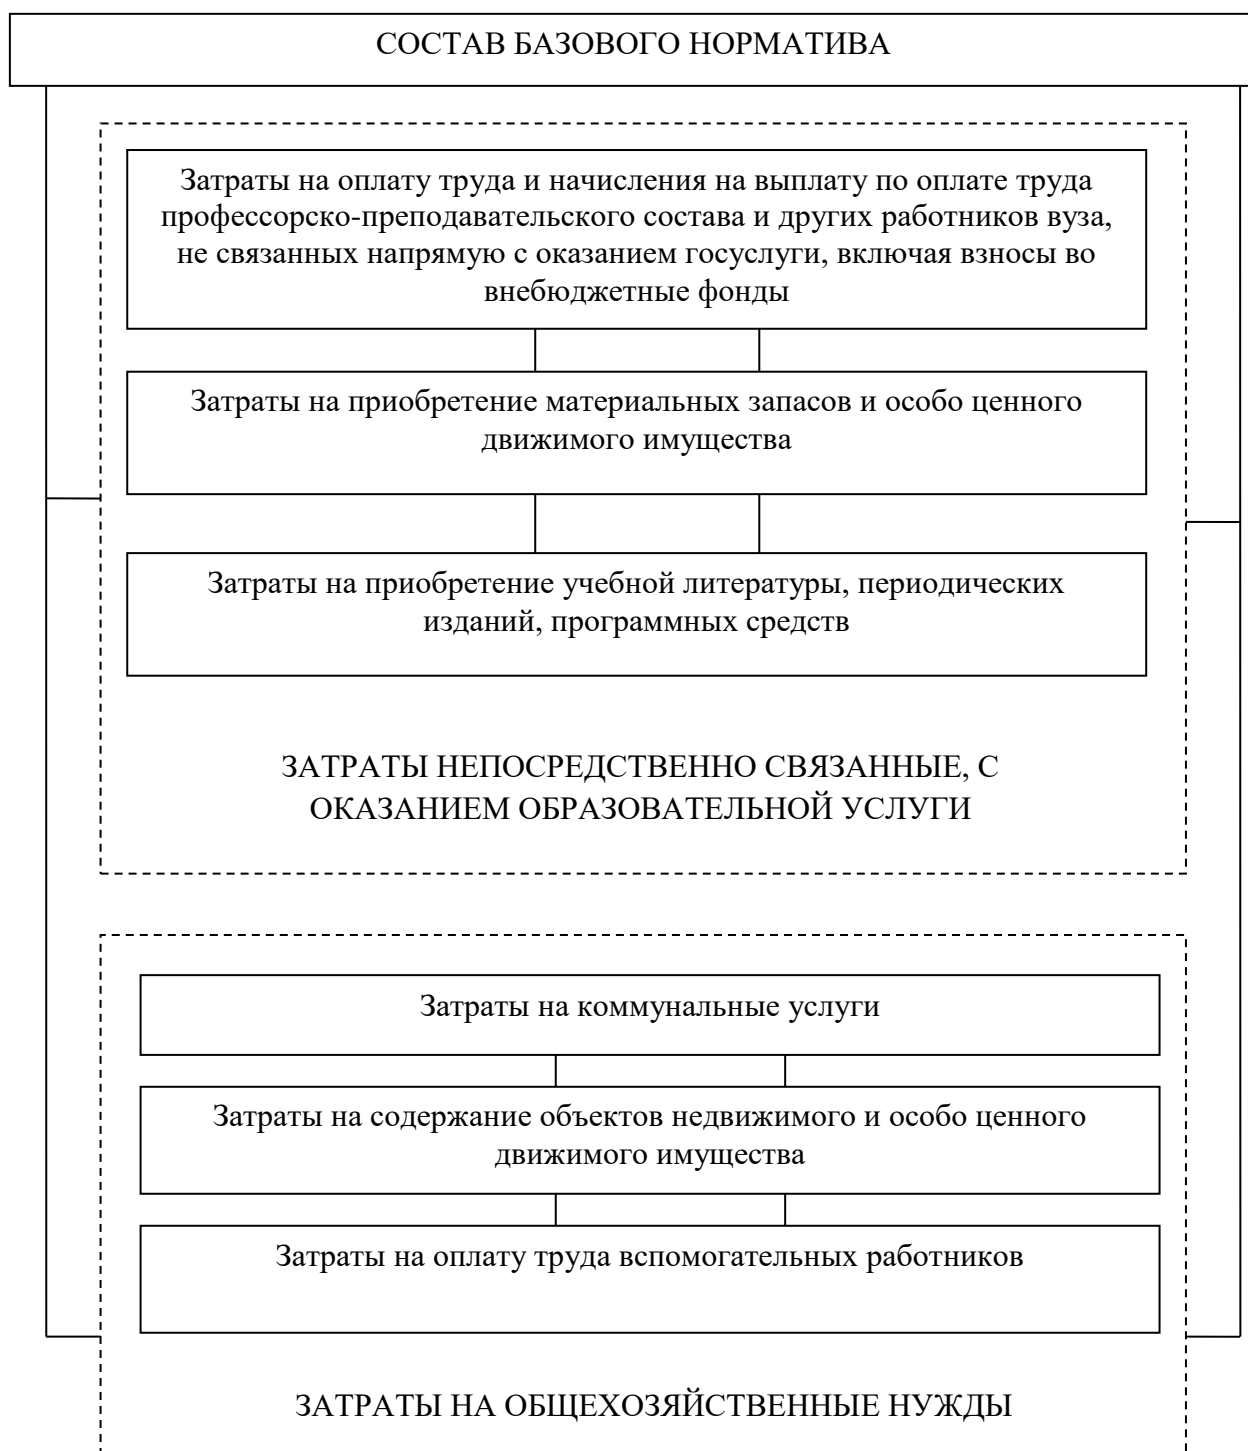 СОСТАВ БАЗОВОГО НОРМАТИВА
Затраты на оплату труда и начисления на выплату по оплате труда
профессорско-преподавательского состава и других работников вуза,
не связанных напрямую с оказанием госуслуги, включая взносы во
внебюджетные фонды
Затраты на приобретение материальных запасов и особо ценного
движимого имущества
Затраты на приобретение учебной литературы, периодических
изданий, программных средств
ЗАТРАТЫ НЕПОСРЕДСТВЕННО СВЯЗАННЫЕ, С
ОКАЗАНИЕМ ОБРАЗОВАТЕЛЬНОЙ УСЛУГИ
Затраты на коммунальные услуги
Затраты на содержание объектов недвижимого и особо ценного
движимого имущества
Затраты на оплату труда вспомогательных работников
ЗАТРАТЫ НА ОБЩЕХОЗЯЙСТВЕННЫЕ НУЖДЫ